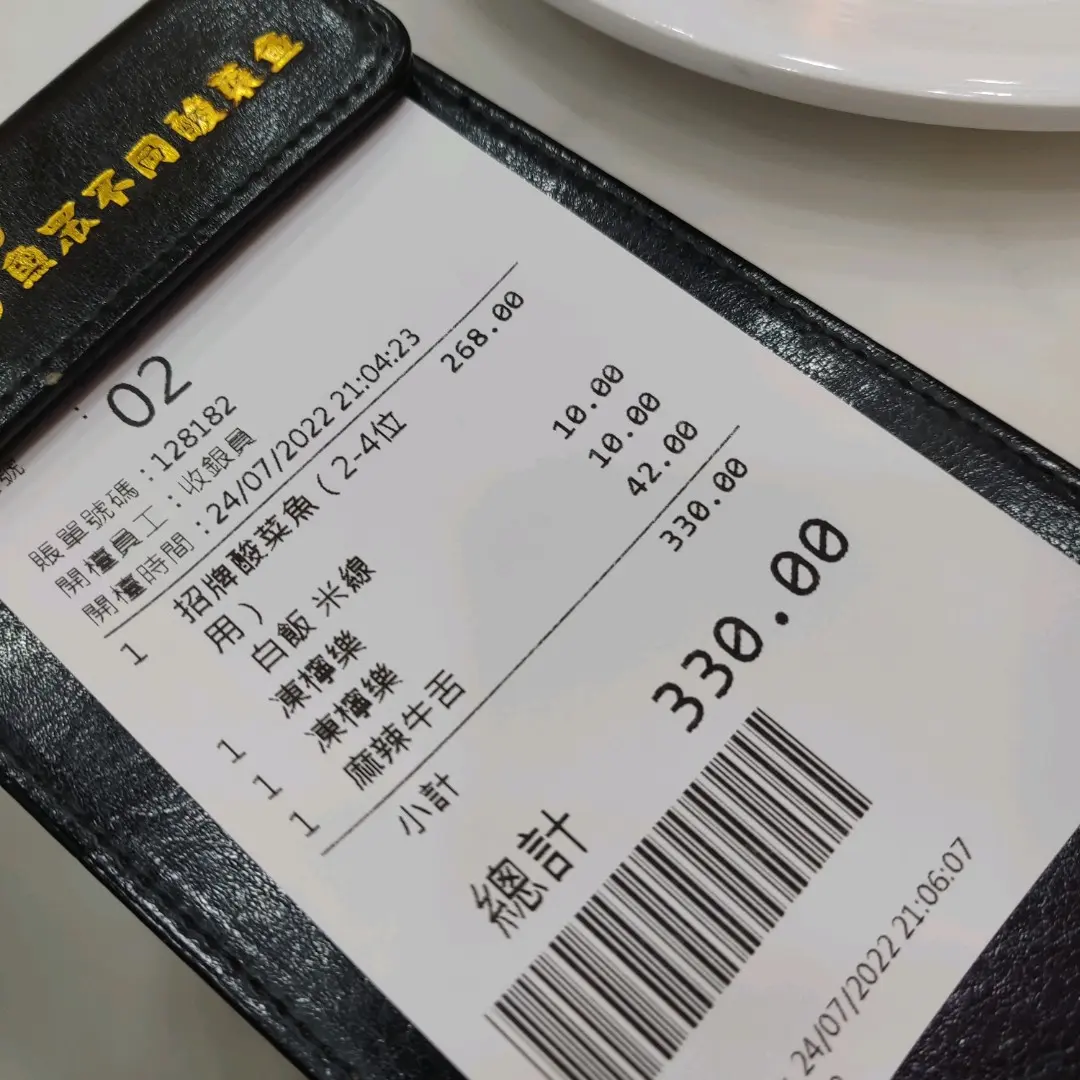 魚眾不同酸菜魚
號 : 02
賬單號碼：128182
開檯員工：收銀員
開檯時間：24/07/2022 21:04:23
1 招牌酸菜魚（2-4位用） 268.00
白飯 米線
1 凍檸樂 10.00
1 凍檸樂 10.00
1 麻辣牛舌 42.00
小計 330.00
總計 330.00
24/07/2022 21:06:07